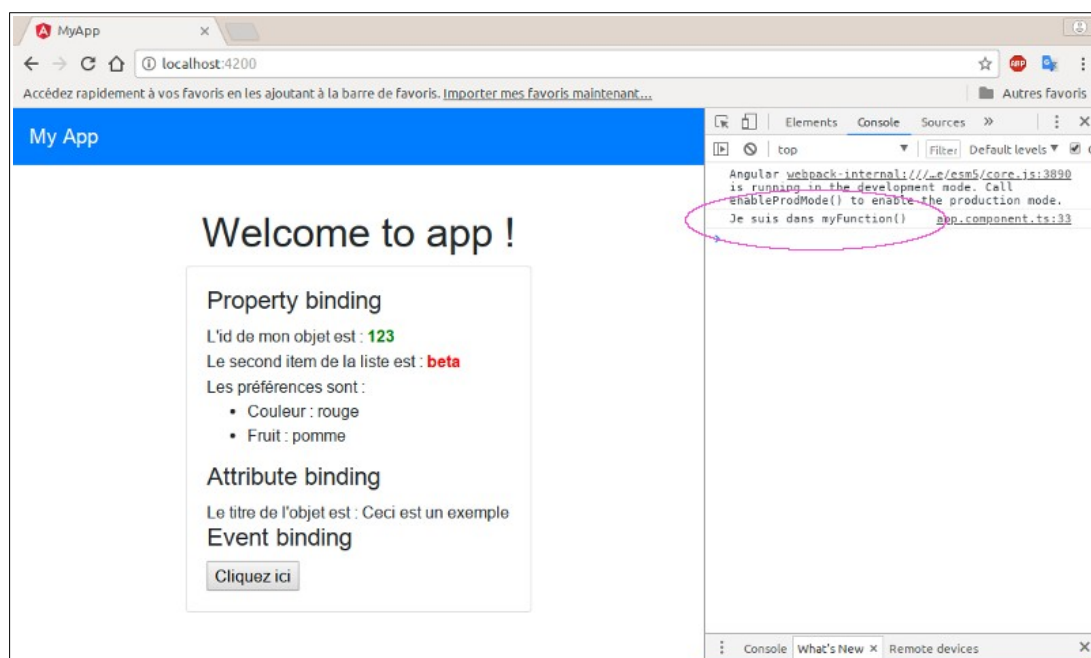 MyApp
localhost:4200
ABP
Accédez rapidement à vos favoris en les ajoutant à la barre de favoris. Importer mes favoris maintenant...
Autres favoris
My App
Elements Console Sources »
top Filter Default levels
Angular webpack-internal:///…e/esm5/core.js:3890
is running in the development mode. Call
enableProdMode() to enable the production mode.
Je suis dans myFunction() app.component.ts:33
Welcome to app !
Property binding
L'id de mon objet est : 123
Le second item de la liste est : beta
Les préférences sont :
• Couleur : rouge
• Fruit : pomme
Attribute binding
Le titre de l'objet est : Ceci est un exemple
Event binding
Cliquez ici
Console What's New × Remote devices